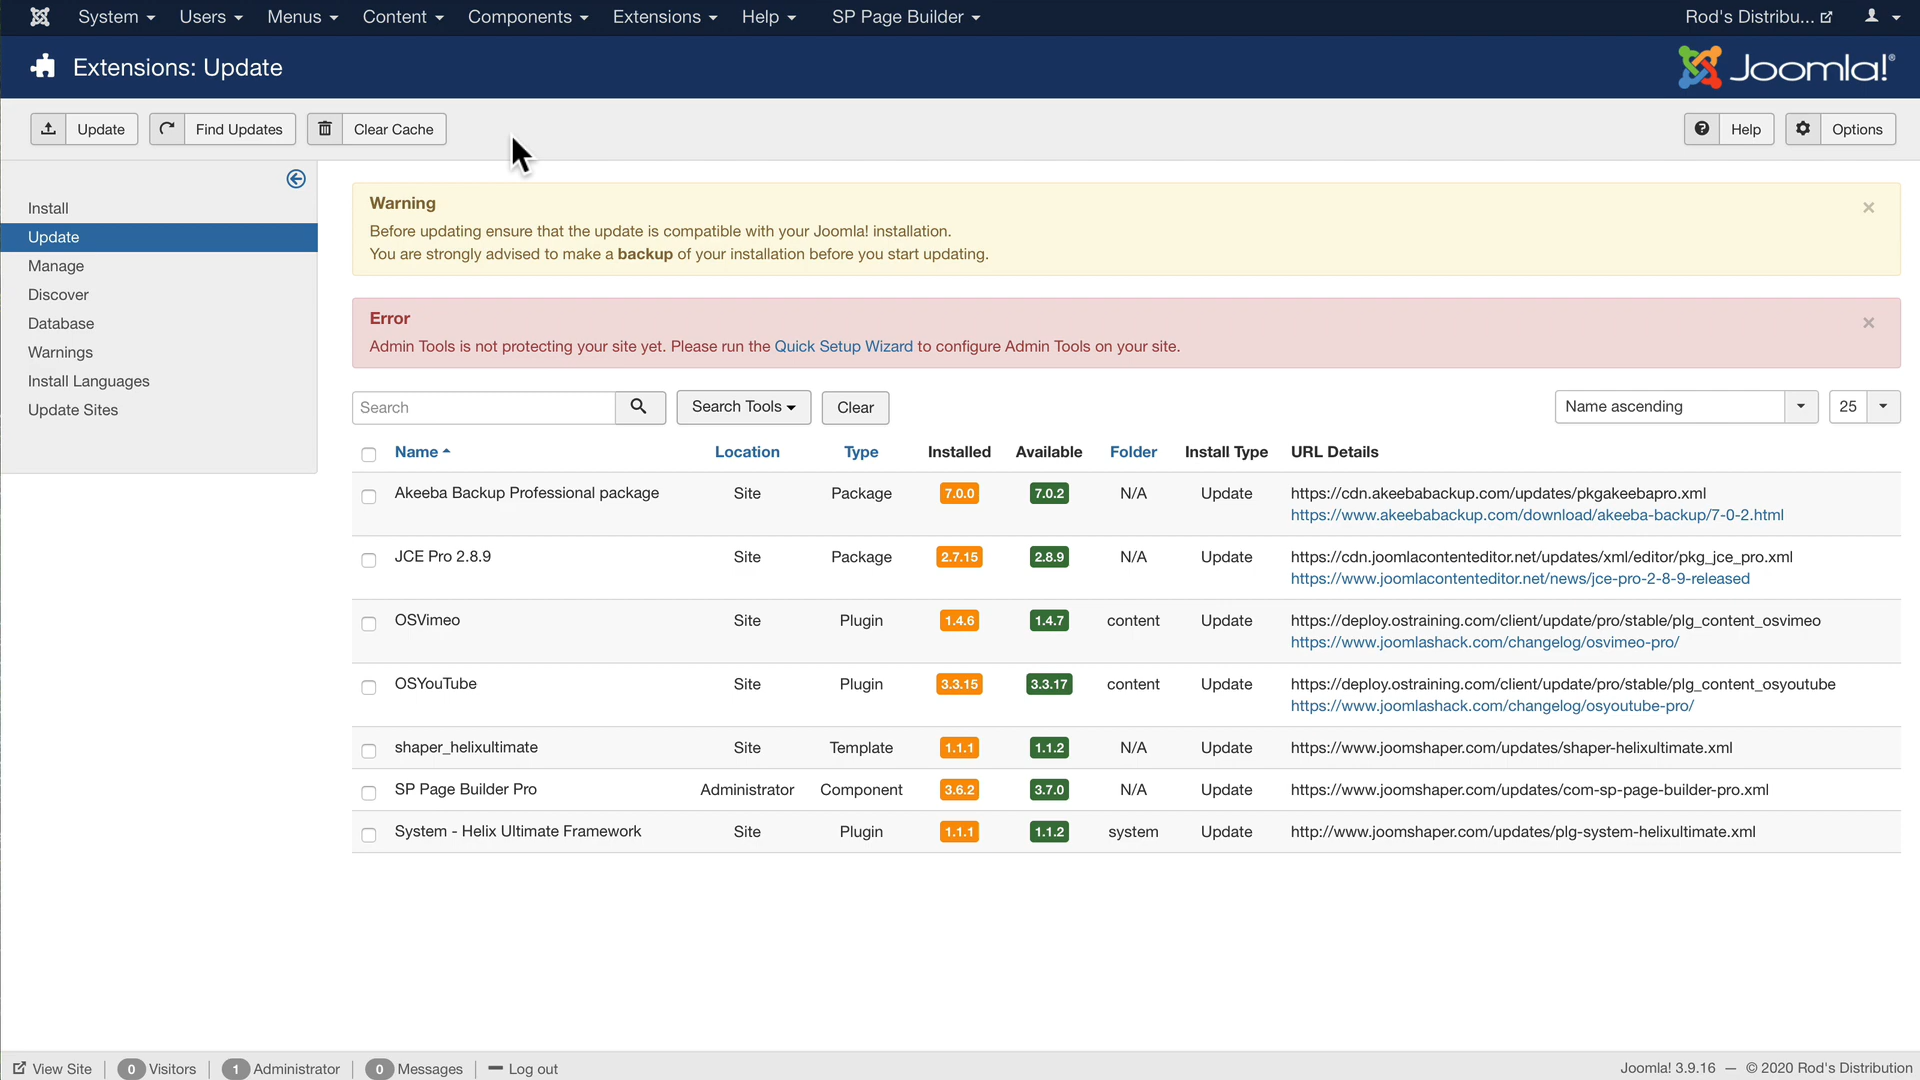 System Users Menus Content Components Extensions Help SP Page Builder Rod's Distribu...
Extensions: Update Joomla!®
Update Find Updates Clear Cache Help Options
Install
Update
Manage
Discover
Database
Warnings
Install Languages
Update Sites
Warning
Before updating ensure that the update is compatible with your Joomla! installation.
You are strongly advised to make a backup of your installation before you start updating.
Error
Admin Tools is not protecting your site yet. Please run the Quick Setup Wizard to configure Admin Tools on your site.
Search Search Tools Clear Name ascending 25
Name Location Type Installed Available Folder Install Type URL Details
Akeeba Backup Professional package Site Package 7.0.0 7.0.2 N/A Update https://cdn.akeebabackup.com/updates/pkgakeebapro.xml
https://www.akeebabackup.com/download/akeeba-backup/7-0-2.html
JCE Pro 2.8.9 Site Package 2.7.15 2.8.9 N/A Update https://cdn.joomlacontenteditor.net/updates/xml/editor/pkg_jce_pro.xml
https://www.joomlacontenteditor.net/news/jce-pro-2-8-9-released
OSVimeo Site Plugin 1.4.6 1.4.7 content Update https://deploy.ostraining.com/client/update/pro/stable/plg_content_osvimeo
https://www.joomlashack.com/changelog/osvimeo-pro/
OSYouTube Site Plugin 3.3.15 3.3.17 content Update https://deploy.ostraining.com/client/update/pro/stable/plg_content_osyoutube
https://www.joomlashack.com/changelog/osyoutube-pro/
shaper_helixultimate Site Template 1.1.1 1.1.2 N/A Update https://www.joomshaper.com/updates/shaper-helixultimate.xml
SP Page Builder Pro Administrator Component 3.6.2 3.7.0 N/A Update https://www.joomshaper.com/updates/com-sp-page-builder-pro.xml
System - Helix Ultimate Framework Site Plugin 1.1.1 1.1.2 system Update http://www.joomshaper.com/updates/plg-system-helixultimate.xml
View Site 0 Visitors 1 Administrator 0 Messages Log out Joomla! 3.9.16 — © 2020 Rod's Distribution